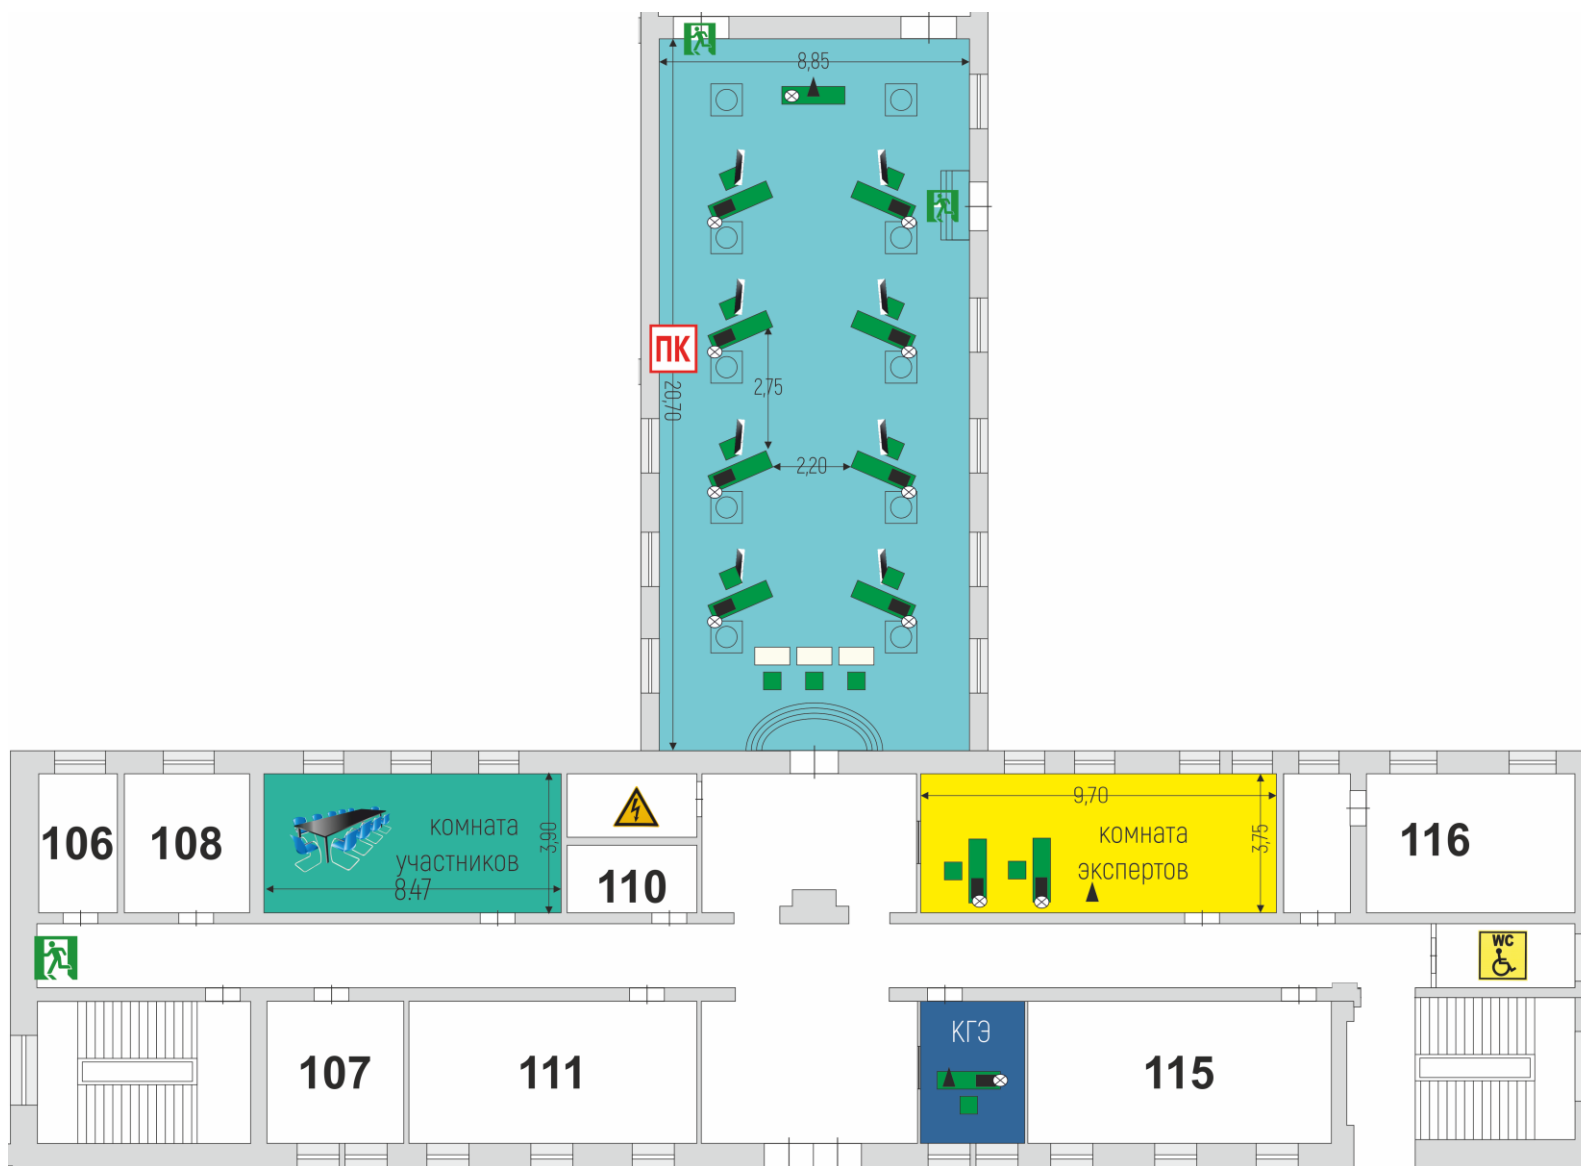 8,85
ПК
20,70
2,75
2,20
106
108
комната
участников
8.47
3,90
110
9,70
комната
экспертов
3,75
116
WC
107
111
КГЭ
115